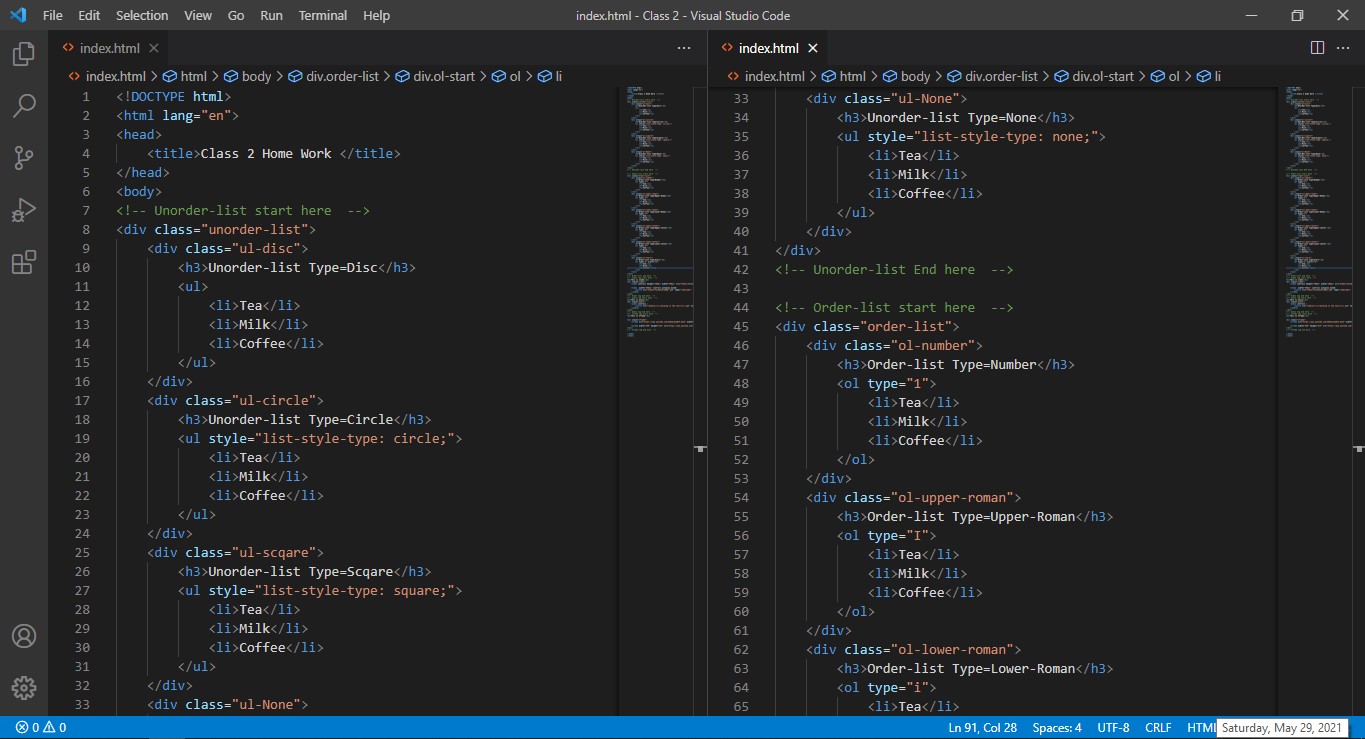 File Edit Selection View Go Run Terminal Help
index.html - Class 2 - Visual Studio Code
index.html
index.html > html > body > div.order-list > div.ol-start > ol > li
1 <!DOCTYPE html>
2 <html lang="en">
3 <head>
4 <title>Class 2 Home Work </title>
5 </head>
6 <body>
7 <!-- Unorder-list start here  -->
8 <div class="unorder-list">
9 <div class="ul-disc">
10 <h3>Unorder-list Type=Disc</h3>
11 <ul>
12 <li>Tea</li>
13 <li>Milk</li>
14 <li>Coffee</li>
15 </ul>
16 </div>
17 <div class="ul-circle">
18 <h3>Unorder-list Type=Circle</h3>
19 <ul style="list-style-type: circle;">
20 <li>Tea</li>
21 <li>Milk</li>
22 <li>Coffee</li>
23 </ul>
24 </div>
25 <div class="ul-scqare">
26 <h3>Unorder-list Type=Scqare</h3>
27 <ul style="list-style-type: square;">
28 <li>Tea</li>
29 <li>Milk</li>
30 <li>Coffee</li>
31 </ul>
32 </div>
33 <div class="ul-None">
index.html
index.html > html > body > div.order-list > div.ol-start > ol > li
33 <div class="ul-None">
34 <h3>Unorder-list Type=None</h3>
35 <ul style="list-style-type: none;">
36 <li>Tea</li>
37 <li>Milk</li>
38 <li>Coffee</li>
39 </ul>
40 </div>
41 </div>
42 <!-- Unorder-list End here  -->
43
44 <!-- Order-list start here  -->
45 <div class="order-list">
46 <div class="ol-number">
47 <h3>Order-list Type=Number</h3>
48 <ol type="1">
49 <li>Tea</li>
50 <li>Milk</li>
51 <li>Coffee</li>
52 </ol>
53 </div>
54 <div class="ol-upper-roman">
55 <h3>Order-list Type=Upper-Roman</h3>
56 <ol type="I">
57 <li>Tea</li>
58 <li>Milk</li>
59 <li>Coffee</li>
60 </ol>
61 </div>
62 <div class="ol-lower-roman">
63 <h3>Order-list Type=Lower-Roman</h3>
64 <ol type="i">
65 <li>Tea</li>
0 0 Ln 91, Col 28 Spaces: 4 UTF-8 CRLF HTML Saturday, May 29, 2021